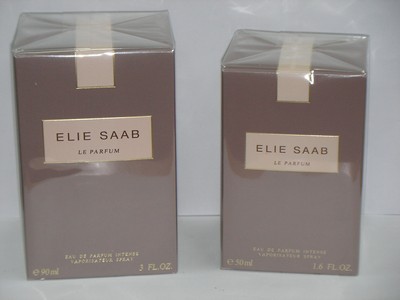 ELIE SAAB
LE PARFUM
EAU DE PARFUM INTENSE
VAPORISATEUR SPRAY
℮ 90 ml 3 FL.OZ.
ELIE SAAB
LE PARFUM
EAU DE PARFUM INTENSE
VAPORISATEUR SPRAY
℮ 50 ml 1.6 FL.OZ.